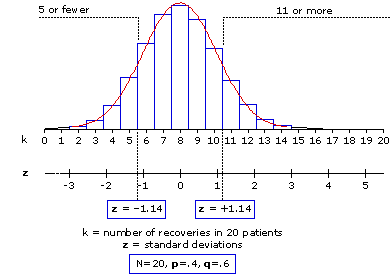 5 or fewer 11 or more
k 0 1 2 3 4 5 6 7 8 9 10 11 12 13 14 15 16 17 18 19 20
z -3 -2 -1 0 1 2 3 4 5
z = -1.14 z = +1.14
k = number of recoveries in 20 patients
z = standard deviations
N=20, p=.4, q=.6